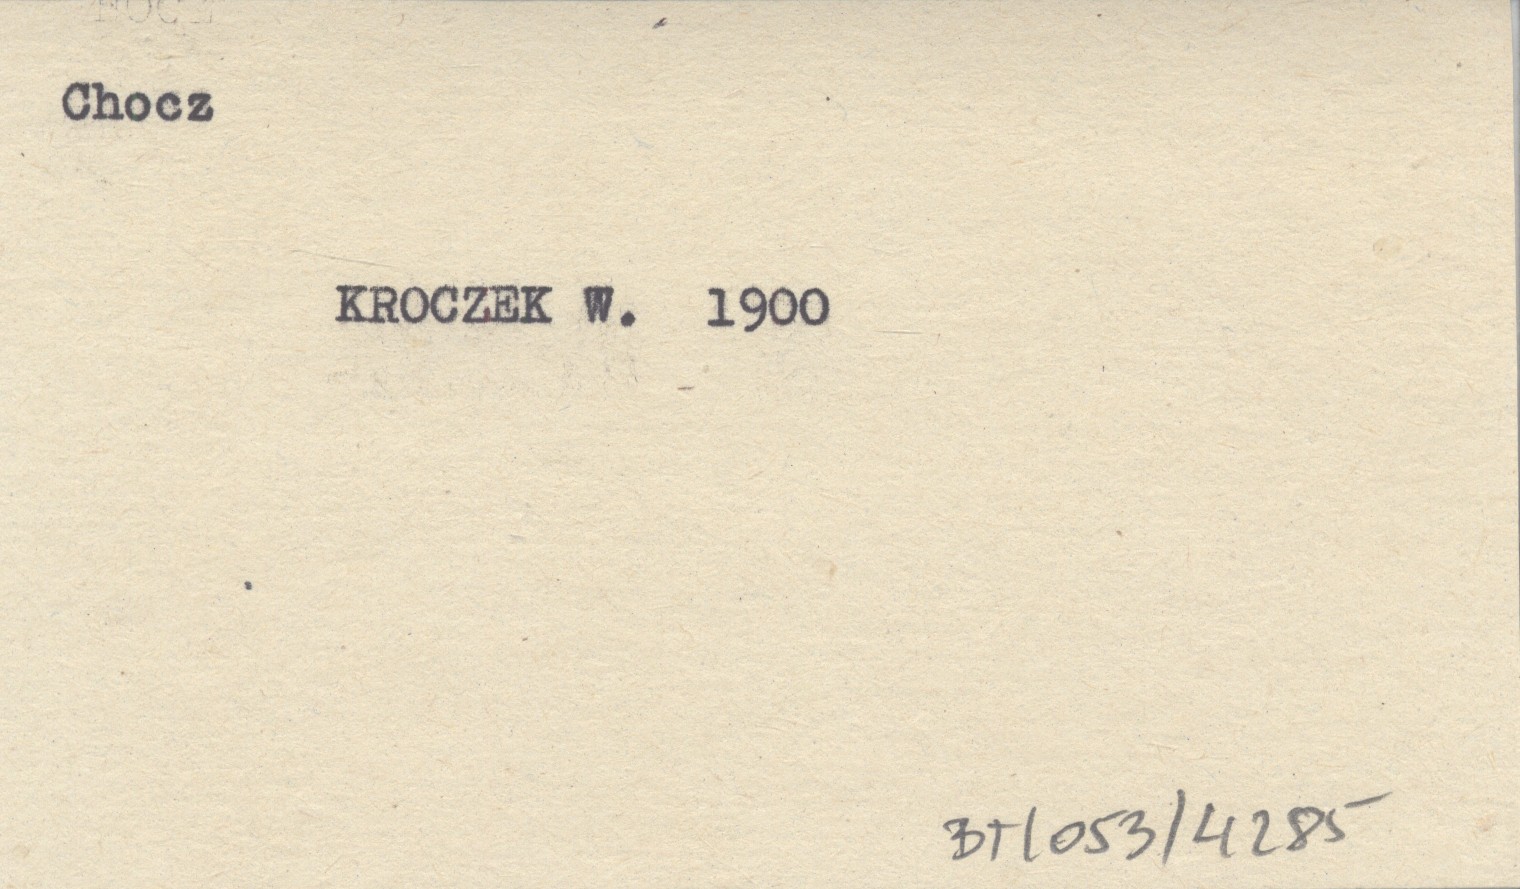 Chocz
KROCZEK W. 1900
BT/053/4285